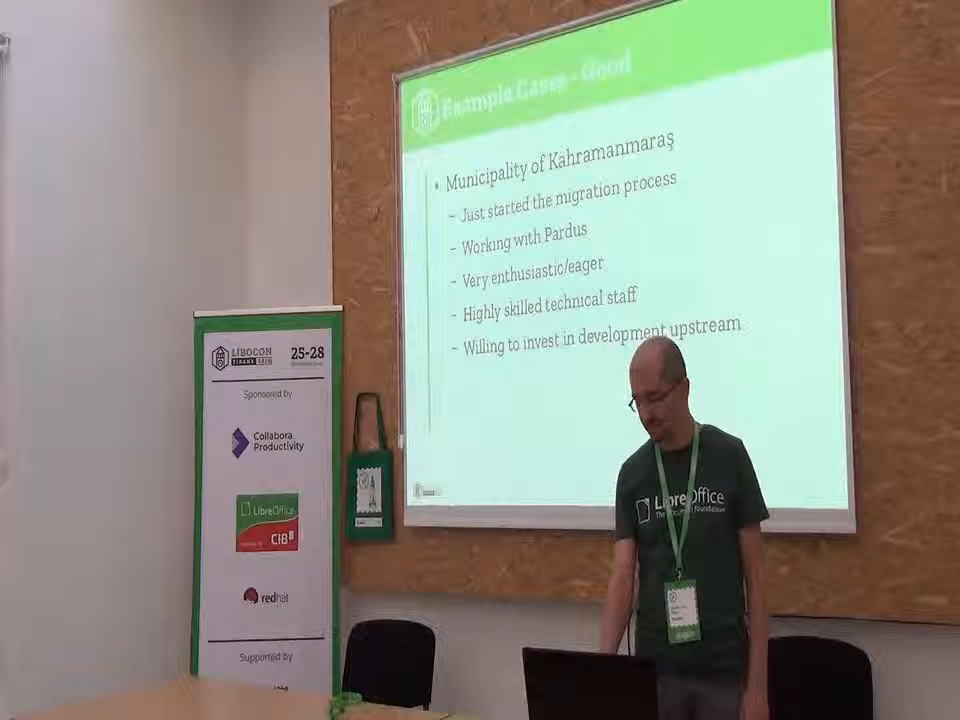 Example Cases - Good
• Municipality of Kahramanmaraş
– Just started the migration process
– Working with Pardus
– Very enthusiastic/eager
– Highly skilled technical staff
– Willing to invest in development upstream
LIBOCON
25-28
Sponsored by
Collabora
Productivity
LibreOffice
CIB
redhat
Supported by
LibreOffice
The Document Foundation